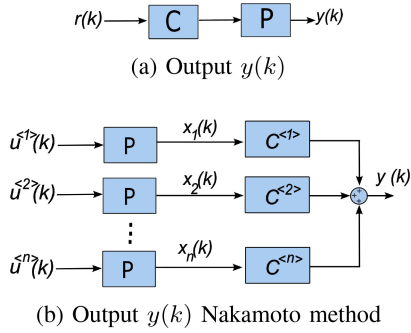 r(k) C P y(k)
(a) Output y(k)
u<1>(k) P x1(k) C<1>
u<2>(k) P x2(k) C<2> y (k)
u<n>(k) P xn(k) C<n>
(b) Output y(k) Nakamoto method